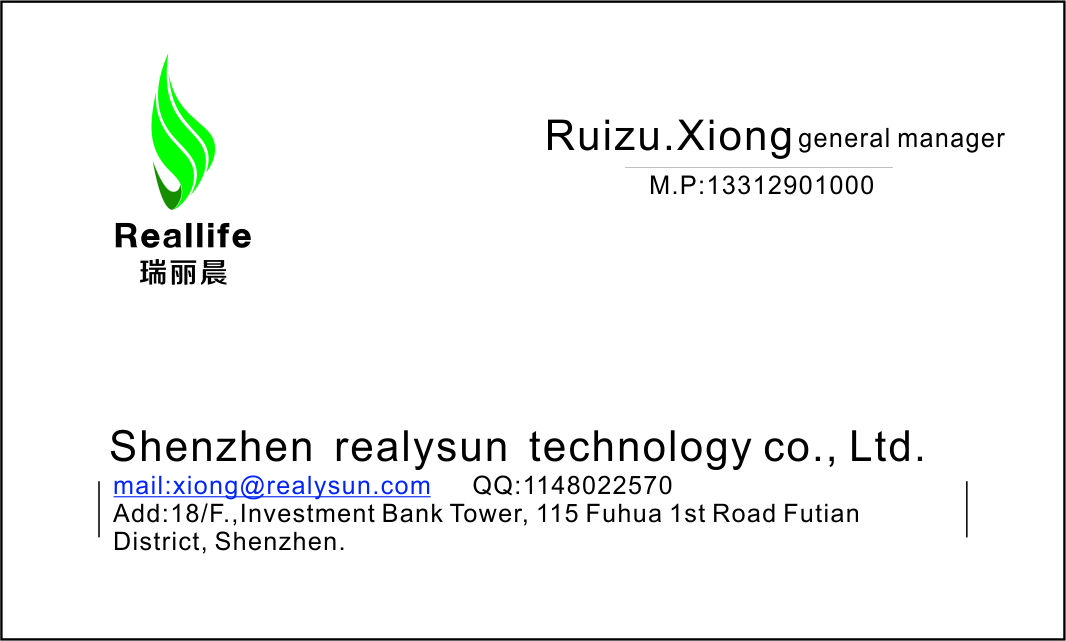 Reallife
瑞丽晨
Ruizu.Xiong general manager
M.P:13312901000
Shenzhen realysun technology co., Ltd.
mail:xiong@realysun.com QQ:1148022570
Add:18/F.,Investment Bank Tower, 115 Fuhua 1st Road Futian
District, Shenzhen.